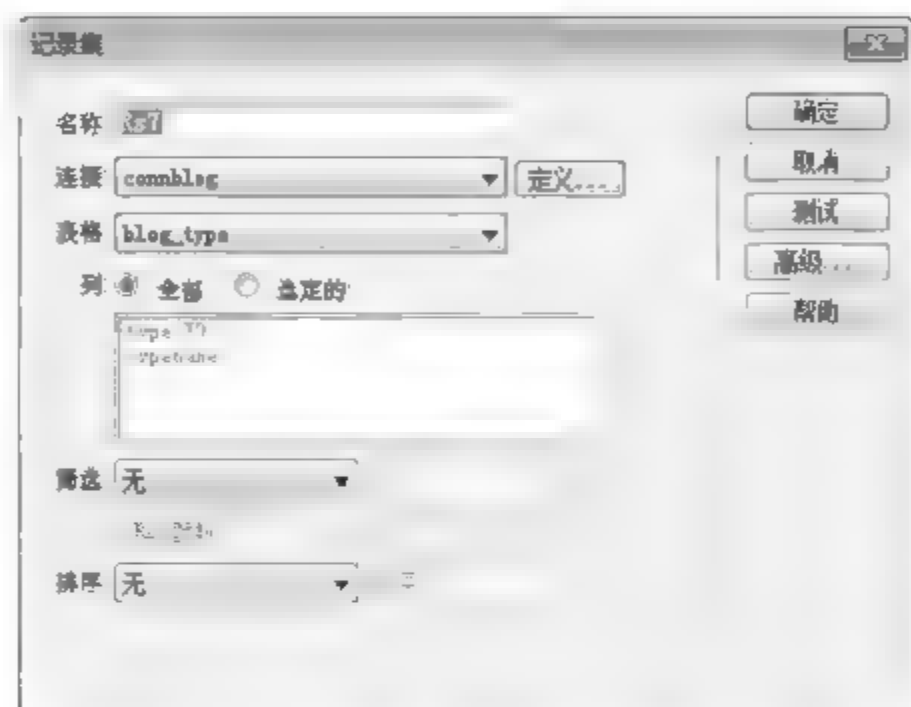 记录集
名称
确定
连接 connblog 定义...
取消
表格 blog_type
测试
列: 全部 选定的
高级...
帮助
筛选 无
排序 无